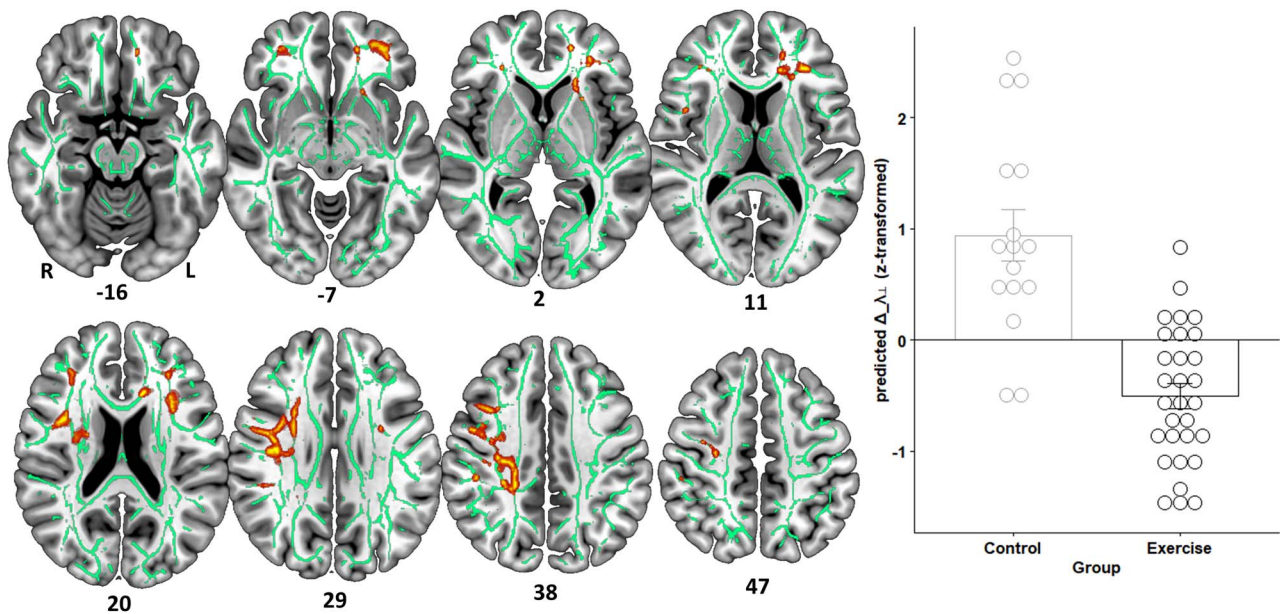 R
L
-16
-7
2
11
20
29
38
47
predicted Δ_λ⊥ (z-transformed)
2
1
0
-1
Control
Exercise
Group